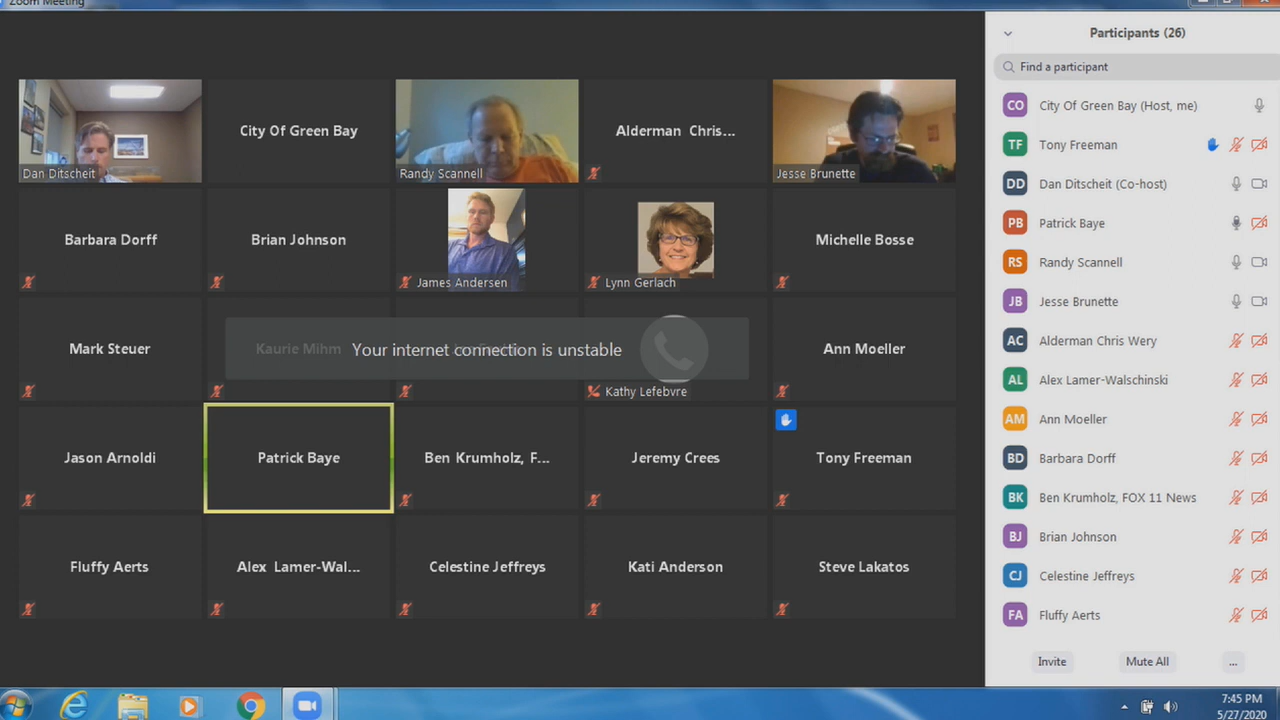 Zoom Meeting
Dan Ditscheit
City Of Green Bay
Randy Scannell
Alderman Chris...
Jesse Brunette
Barbara Dorff
Brian Johnson
James Andersen
Lynn Gerlach
Michelle Bosse
Mark Steuer
Kaurie Mihm
Your internet connection is unstable
Kathy Lefebvre
Ann Moeller
Jason Arnoldi
Patrick Baye
Ben Krumholz, F...
Jeremy Crees
Tony Freeman
Fluffy Aerts
Alex Lamer-Wal...
Celestine Jeffreys
Kati Anderson
Steve Lakatos
Participants (26)
Find a participant
CO City Of Green Bay (Host, me)
TF Tony Freeman
DD Dan Ditscheit (Co-host)
PB Patrick Baye
RS Randy Scannell
JB Jesse Brunette
AC Alderman Chris Wery
AL Alex Lamer-Walschinski
AM Ann Moeller
BD Barbara Dorff
BK Ben Krumholz, FOX 11 News
BJ Brian Johnson
CJ Celestine Jeffreys
FA Fluffy Aerts
Invite
Mute All
...
7:45 PM
5/27/2020